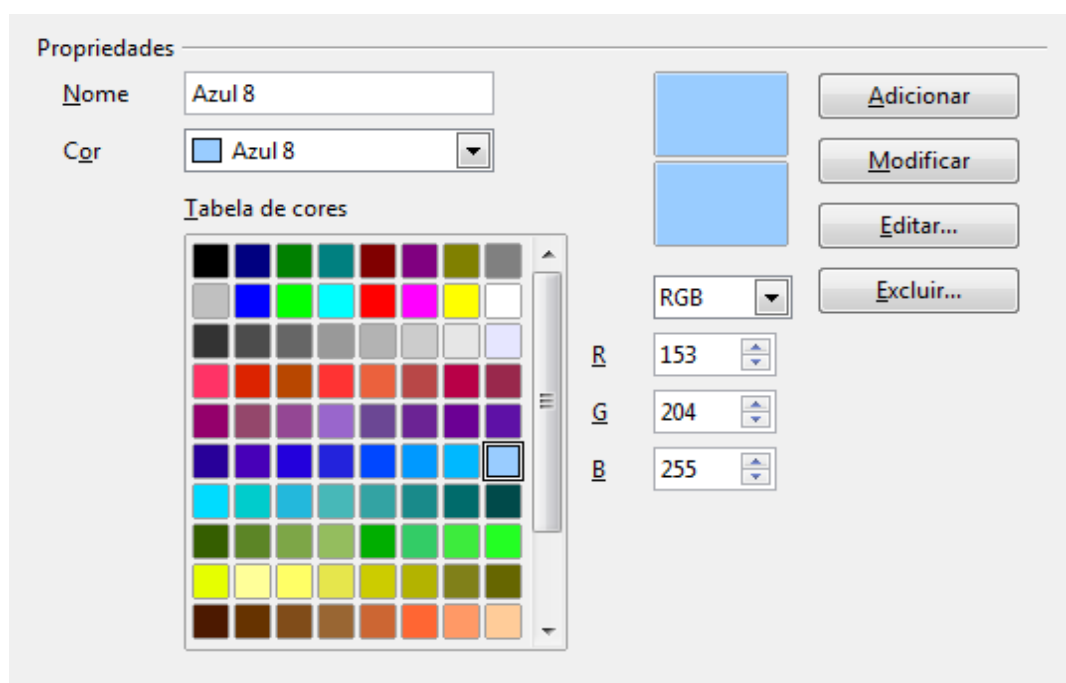 Propriedades
Nome
Azul 8
Adicionar
Cor
Azul 8
Modificar
Tabela de cores
Editar...
RGB
Excluir...
R
153
G
204
B
255